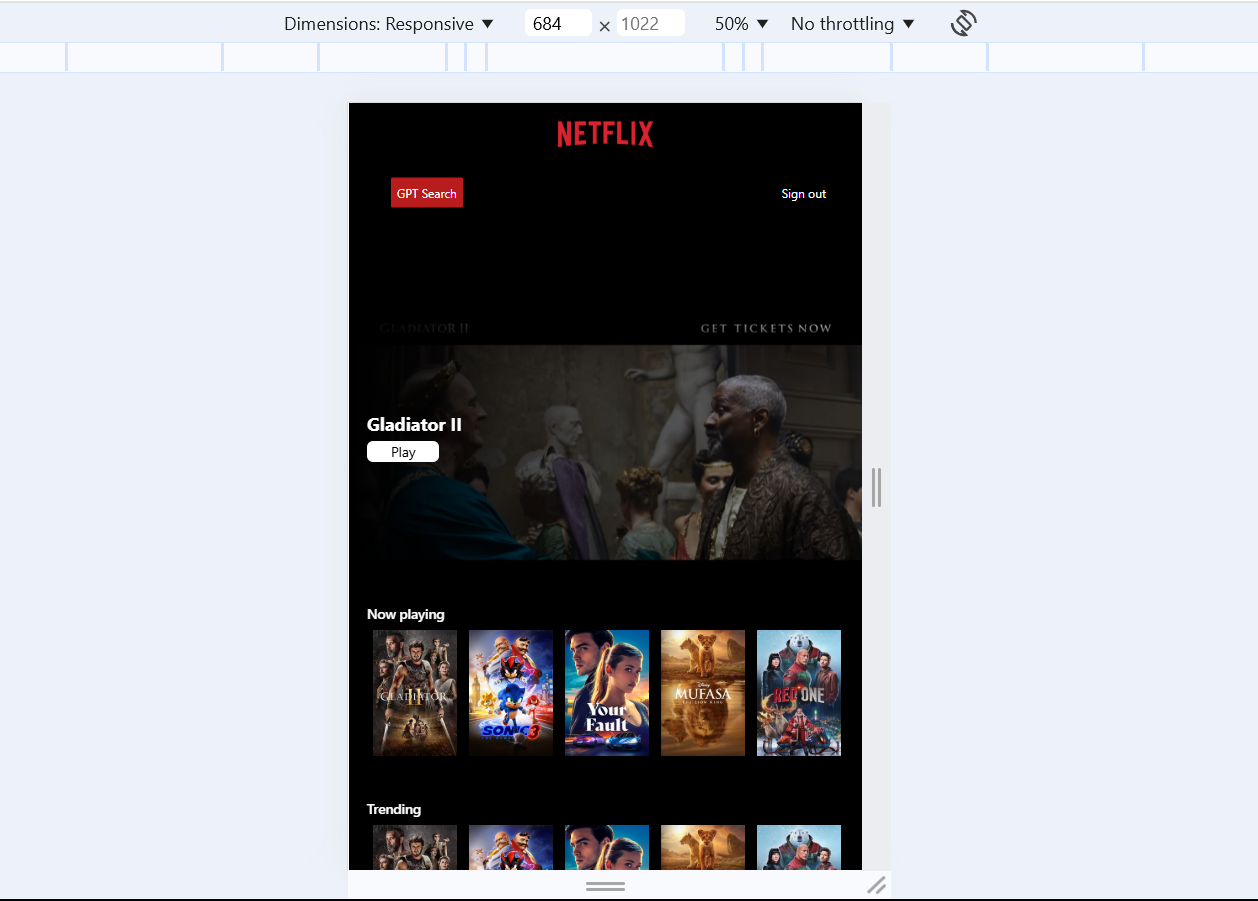 Dimensions: Responsive ▼ 684 × 1022 50% ▼ No throttling ▼
NETFLIX
GPT Search Sign out
GLADIATOR II GET TICKETS NOW
Gladiator II
Play
Now playing
GLADIATOR II
SONIC 3
Your Fault
Disney MUFASA THE LION KING
RED ONE
Trending